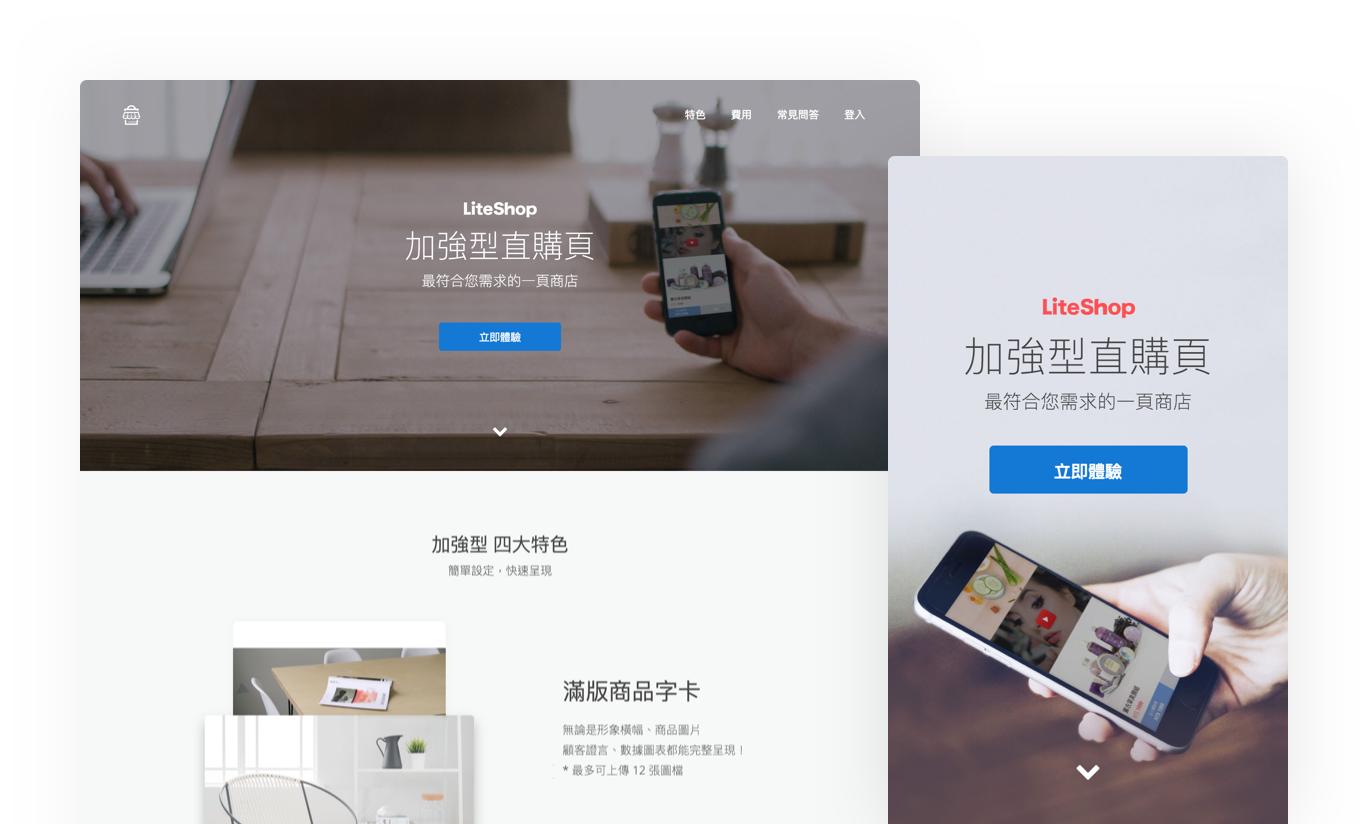 特色 費用 常見問答 登入
LiteShop
加強型直購頁
最符合您需求的一頁商店
立即體驗
加強型 四大特色
簡單設定，快速呈現
滿版商品字卡
無論是形象橫幅、商品圖片
顧客證言、數據圖表都能完整呈現！
* 最多可上傳 12 張圖檔
LiteShop
加強型直購頁
最符合您需求的一頁商店
立即體驗